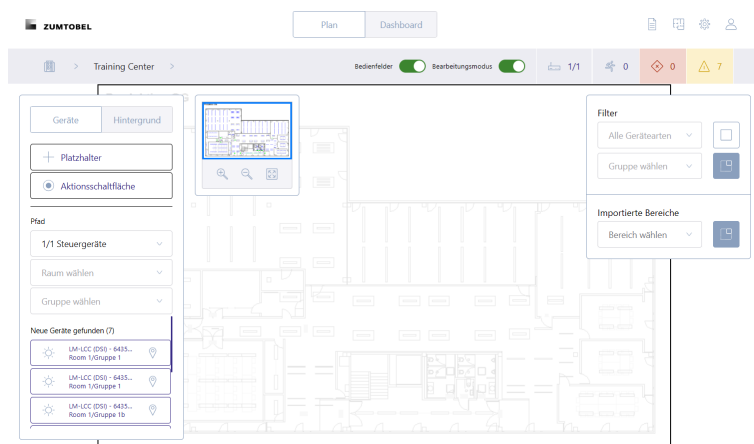 ZUMTOBEL
Plan
Dashboard
Training Center
Bedienfelder
Bearbeitungsmodus
1/1
0
0
7
Geräte
Hintergrund
Platzhalter
Aktionsschaltfläche
Pfad
1/1 Steuergeräte
Raum wählen
Gruppe wählen
Neue Geräte gefunden (7)
LM-LCC (DSI) - 6435...
Room 1/Gruppe 1
LM-LCC (DSI) - 6435...
Room 1/Gruppe 1
LM-LCC (DSI) - 6435...
Room 1/Gruppe 1b
Filter
Alle Gerätearten
Gruppe wählen
Importierte Bereiche
Bereich wählen